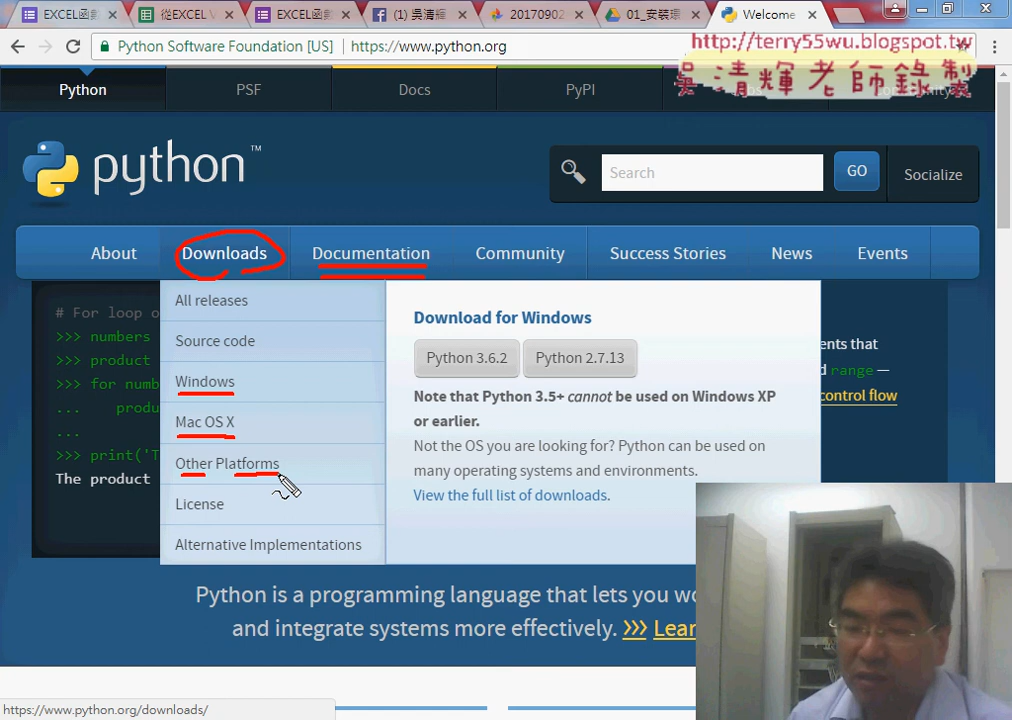 EXCEL函數
從EXCEL V
EXCEL函數
(1) 吳清輝
20170902
01_安裝環
Welcome
Python Software Foundation [US]
https://www.python.org
http://terry55wu.blogspot.tw
吳清輝老師錄製
Python
PSF
Docs
PyPI
python™
Search
GO
Socialize
About
Downloads
Documentation
Community
Success Stories
News
Events
# For loop o
>>> numbers
>>> product
>>> for numb
... produ
...
>>> print('T
The product
All releases
Source code
Windows
Mac OS X
Other Platforms
License
Alternative Implementations
Download for Windows
Python 3.6.2
Python 2.7.13
Note that Python 3.5+ cannot be used on Windows XP
or earlier.
Not the OS you are looking for? Python can be used on
many operating systems and environments.
View the full list of downloads.
ents that
d range —
control flow
Python is a programming language that lets you wo
and integrate systems more effectively. >>> Lear
https://www.python.org/downloads/